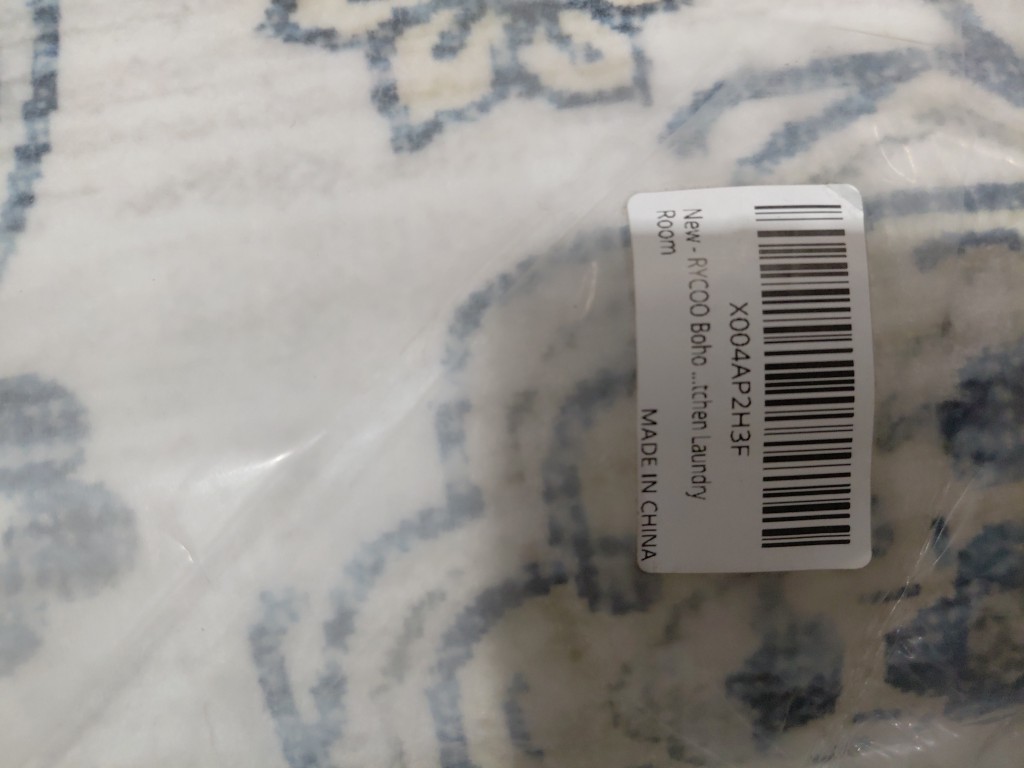 X004AP2H3F
New - RYCOO Boho ...tchen Laundry
Room
MADE IN CHINA